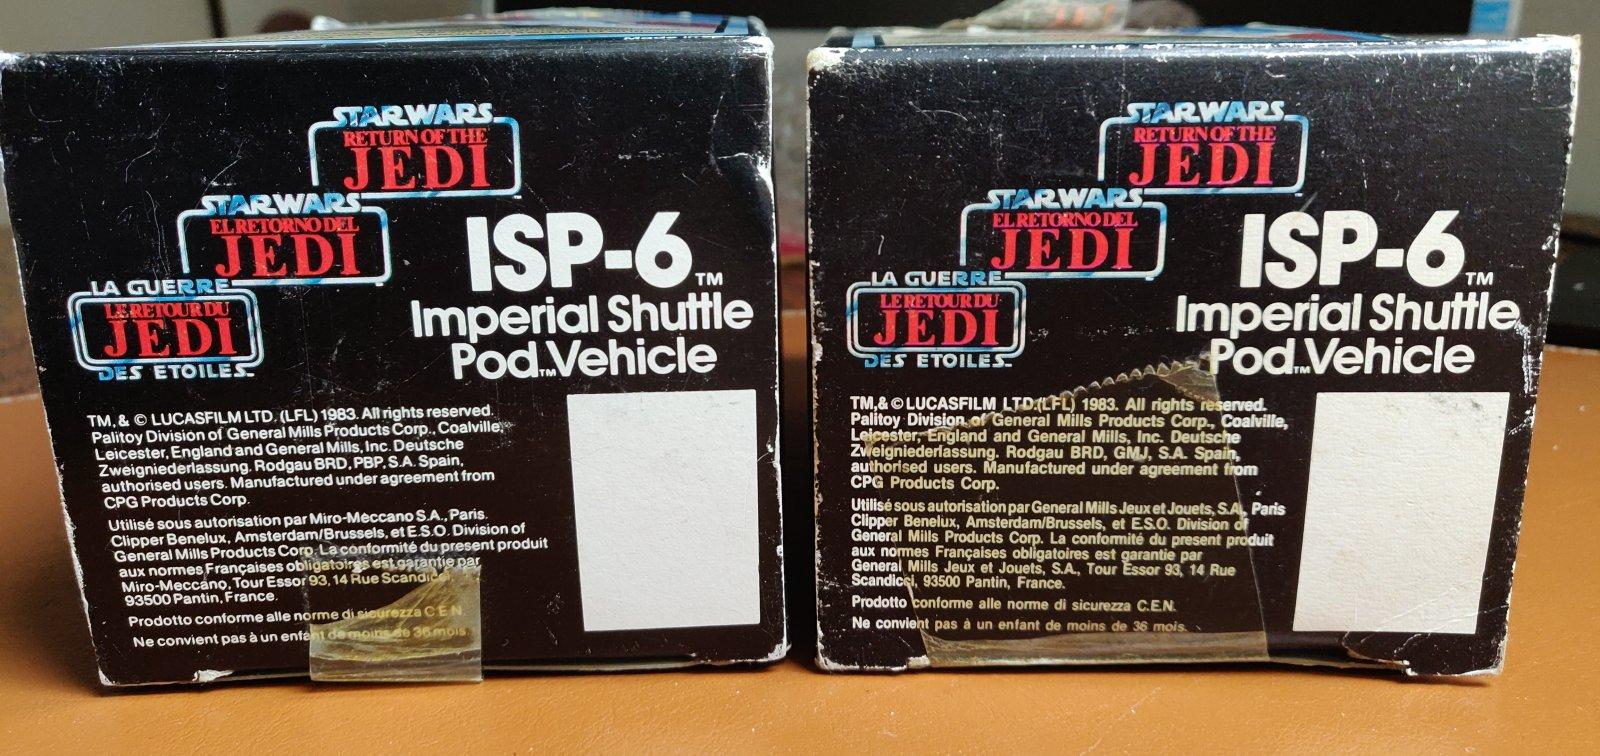 STAR WARS
RETURN OF THE
JEDI
STAR WARS
EL RETORNO DEL
JEDI
LA GUERRE
LE RETOUR DU
JEDI
DES ETOILES
ISP-6 TM
Imperial Shuttle
Pod TM Vehicle
TM, & © LUCASFILM LTD. (LFL) 1983. All rights reserved.
Palitoy Division of General Mills Products Corp., Coalville,
Leicester, England and General Mills, Inc. Deutsche
Zweigniederlassung. Rodgau BRD, PBP, S.A. Spain,
authorised users. Manufactured under agreement from
CPG Products Corp.
Utilisé sous autorisation par Miro-Meccano S.A., Paris.
Clipper Benelux, Amsterdam/Brussels, et E.S.O. Division of
General Mills Products Corp. La conformité du present produit
aux normes Françaises obligatoires est garantie par
Miro-Meccano, Tour Essor 93, 14 Rue Scandicci,
93500 Pantin, France.
Prodotto conforme alle norme di sicurezza C.E.N.
Ne convient pas à un enfant de moins de 36 mois.
STAR WARS
RETURN OF THE
JEDI
STAR WARS
EL RETORNO DEL
JEDI
LA GUERRE
LE RETOUR DU
JEDI
DES ETOILES
ISP-6 TM
Imperial Shuttle
Pod TM Vehicle
TM, & © LUCASFILM LTD. (LFL) 1983. All rights reserved.
Palitoy Division of General Mills Products Corp., Coalville,
Leicester, England and General Mills, Inc. Deutsche
Zweigniederlassung. Rodgau BRD, GMJ, S.A. Spain,
authorised users. Manufactured under agreement from
CPG Products Corp.
Utilisé sous autorisation par General Mills Jeux et Jouets, S.A., Paris
Clipper Benelux, Amsterdam/Brussels, et E.S.O. Division of
General Mills Products Corp. La conformité du present produit
aux normes Françaises obligatoires est garantie par
General Mills Jeux et Jouets, S.A., Tour Essor 93, 14 Rue
Scandicci, 93500 Pantin, France.
Prodotto conforme alle norme di sicurezza C.E.N.
Ne convient pas à un enfant de moins de 36 mois.